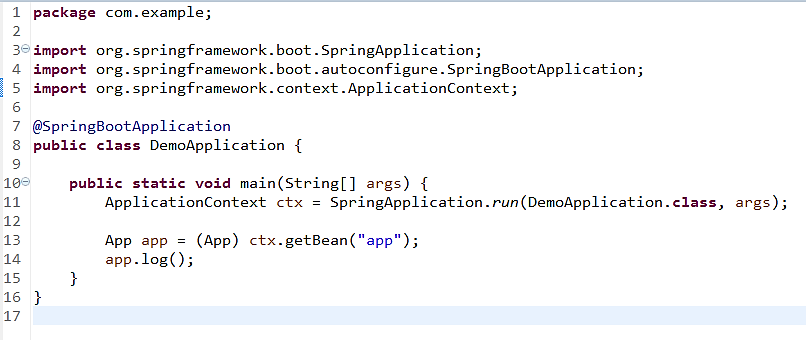 1 package com.example;
2
3 import org.springframework.boot.SpringApplication;
4 import org.springframework.boot.autoconfigure.SpringBootApplication;
5 import org.springframework.context.ApplicationContext;
6
7 @SpringBootApplication
8 public class DemoApplication {
9
10     public static void main(String[] args) {
11         ApplicationContext ctx = SpringApplication.run(DemoApplication.class, args);
12
13         App app = (App) ctx.getBean("app");
14         app.log();
15     }
16 }
17